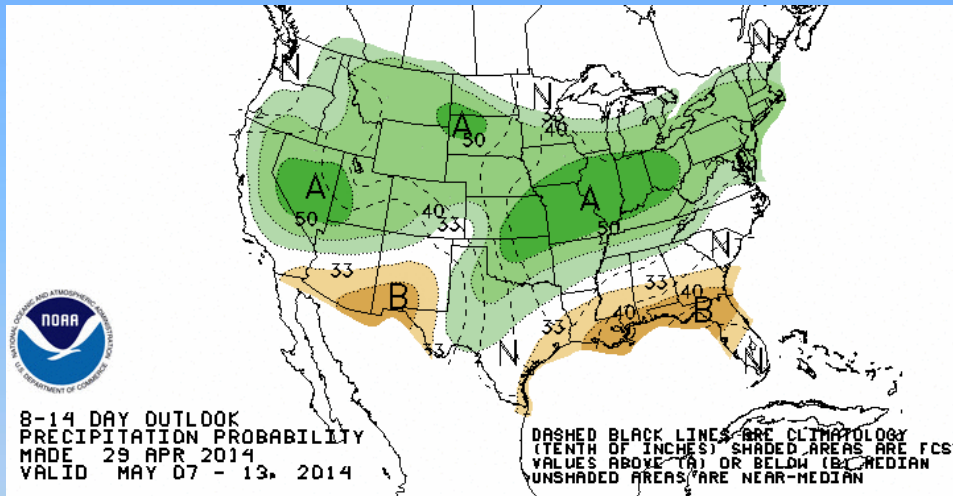 N
N
N
33
A
40
50
A
A
40
50
33
50
N
33
33
B
40
B
40
33
33
N
N
NATIONAL OCEANIC AND ATMOSPHERIC ADMINISTRATION
NOAA
U.S. DEPARTMENT OF COMMERCE
8-14 DAY OUTLOOK
PRECIPITATION PROBABILITY
MADE 29 APR 2014
VALID MAY 07 - 13, 2014
DASHED BLACK LINES ARE CLIMATOLOGY
(TENTH OF INCHES) SHADED AREAS ARE FCS
VALUES ABOVE (A) OR BELOW (B) MEDIAN
UNSHADED AREAS ARE NEAR-MEDIAN